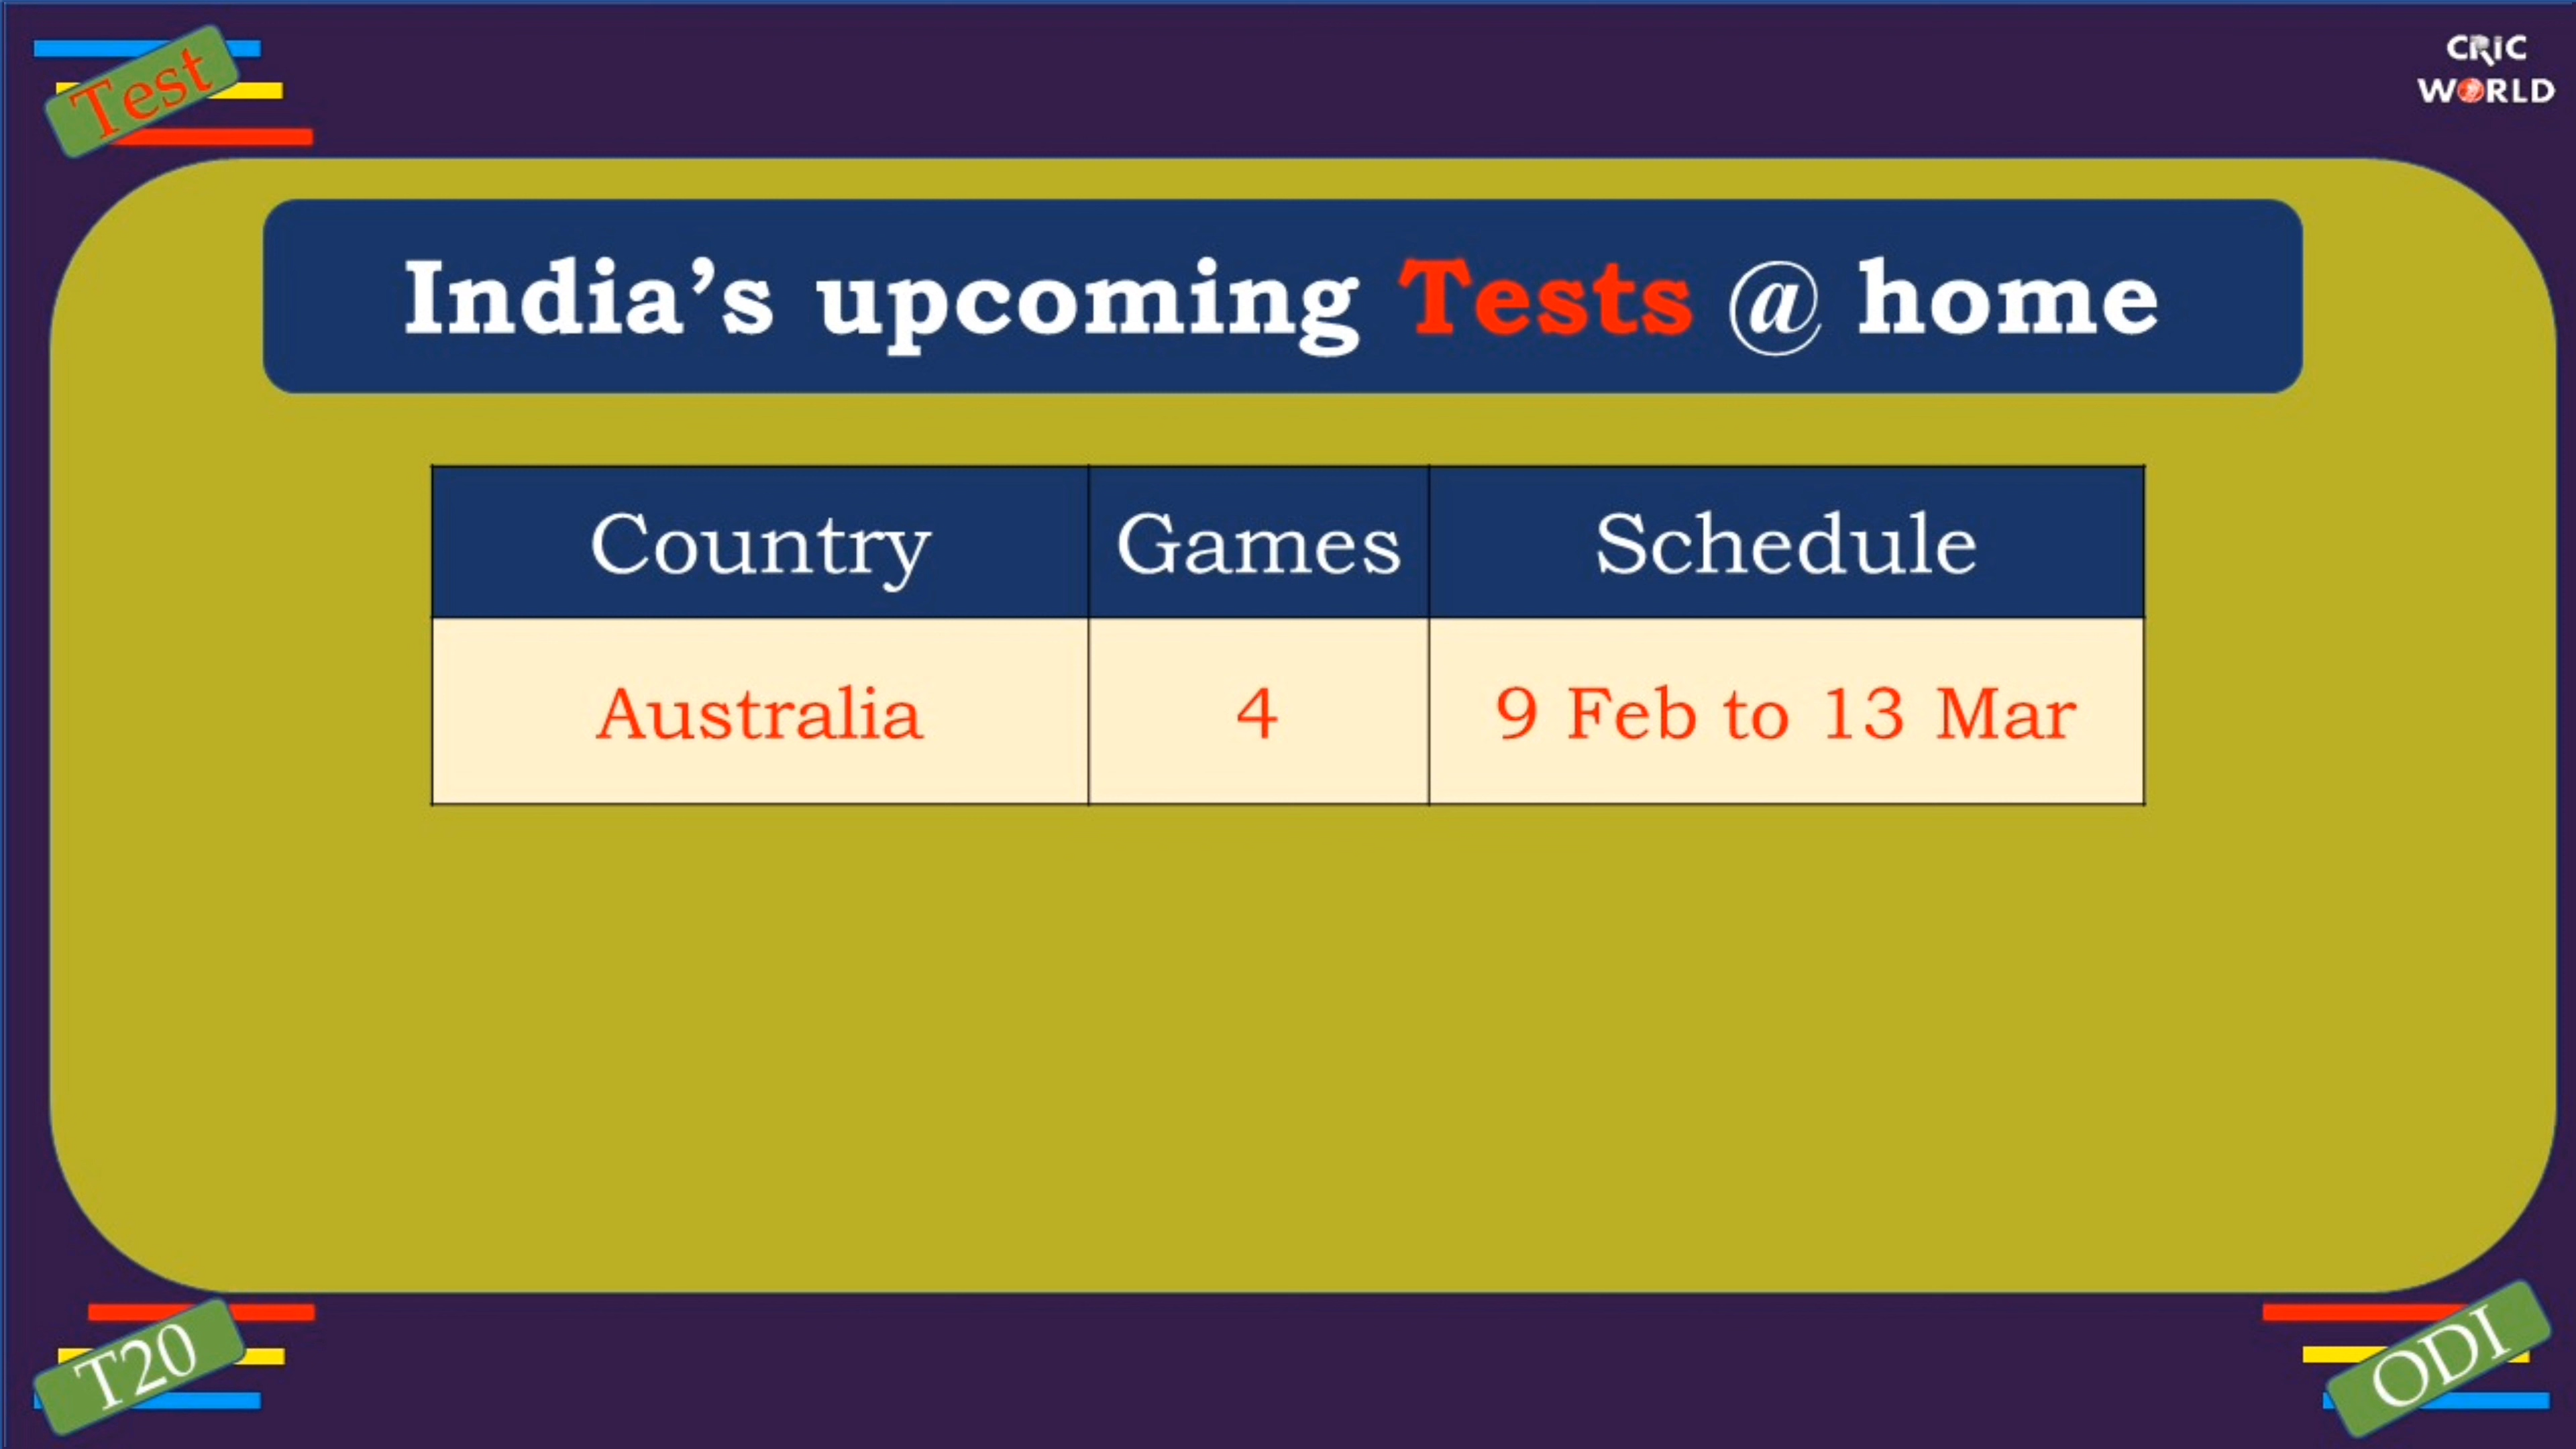 Test
CRIC
WORLD
India’s upcoming Tests @ home
Country Games Schedule
Australia 4 9 Feb to 13 Mar
T20
ODI